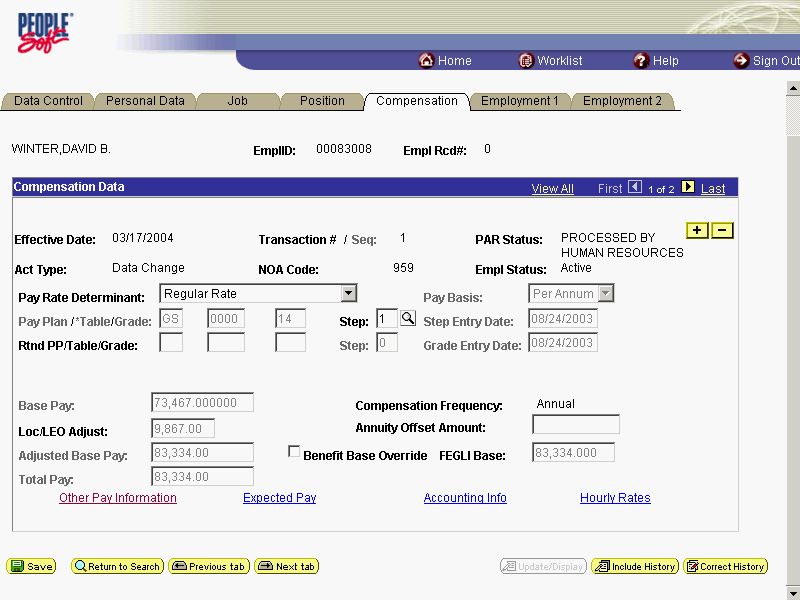 PEOPLE
Soft
Home Worklist Help Sign Out
Data Control Personal Data Job Position Compensation Employment 1 Employment 2
WINTER,DAVID B. EmplID: 00083008 Empl Rcd#: 0
Compensation Data View All First 1 of 2 Last
Effective Date: 03/17/2004 Transaction # / Seq: 1 PAR Status: PROCESSED BY
HUMAN RESOURCES
Act Type: Data Change NOA Code: 959 Empl Status: Active
Pay Rate Determinant: Regular Rate Pay Basis: Per Annum
Pay Plan /*Table/Grade: GS 0000 14 Step: 1 Step Entry Date: 08/24/2003
Rtnd PP/Table/Grade: Step: 0 Grade Entry Date: 08/24/2003
Base Pay: 73,467.000000 Compensation Frequency: Annual
Loc/LEO Adjust: 9,867.00 Annuity Offset Amount:
Adjusted Base Pay: 83,334.00 Benefit Base Override FEGLI Base: 83,334.000
Total Pay: 83,334.00
Other Pay Information Expected Pay Accounting Info Hourly Rates
Save Return to Search Previous tab Next tab Update/Display Include History Correct History